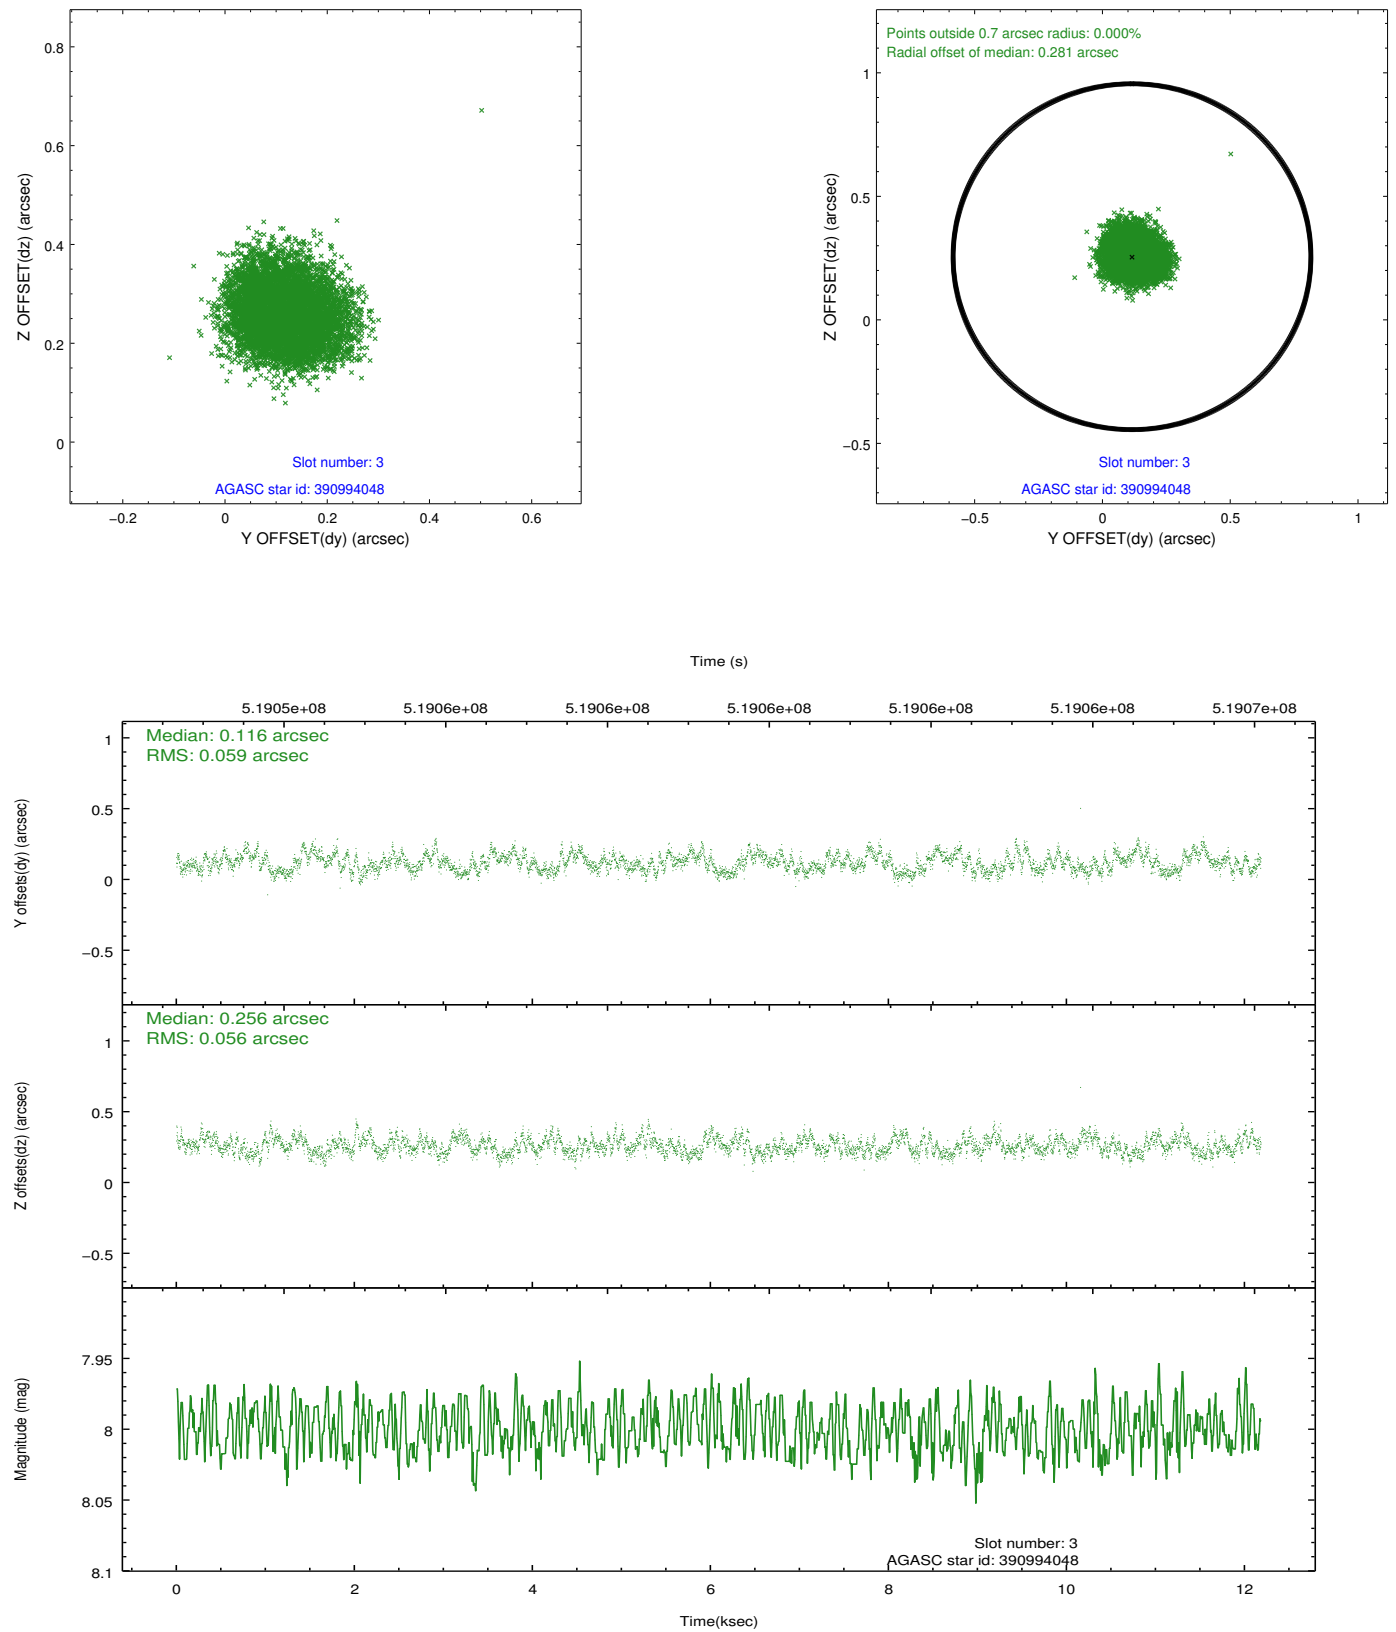 0.8
0.6
0.4
0.2
0
Z OFFSET(dz) (arcsec)
Slot number: 3
AGASC star id: 390994048
−0.2 0 0.2 0.4 0.6
Y OFFSET(dy) (arcsec)
Points outside 0.7 arcsec radius: 0.000%
Radial offset of median: 0.281 arcsec
1
0.5
0
−0.5
Z OFFSET(dz) (arcsec)
Slot number: 3
AGASC star id: 390994048
−0.5 0 0.5 1
Y OFFSET(dy) (arcsec)
Time (s)
5.1905e+08 5.1906e+08 5.1906e+08 5.1906e+08 5.1906e+08 5.1906e+08 5.1907e+08
Median: 0.116 arcsec
RMS: 0.059 arcsec
1
0.5
0
−0.5
Y offsets(dy) (arcsec)
Median: 0.256 arcsec
RMS: 0.056 arcsec
1
0.5
0
−0.5
Z offsets(dz) (arcsec)
7.95
8
8.05
8.1
Magnitude (mag)
Slot number: 3
AGASC star id: 390994048
0 2 4 6 8 10 12
Time(ksec)